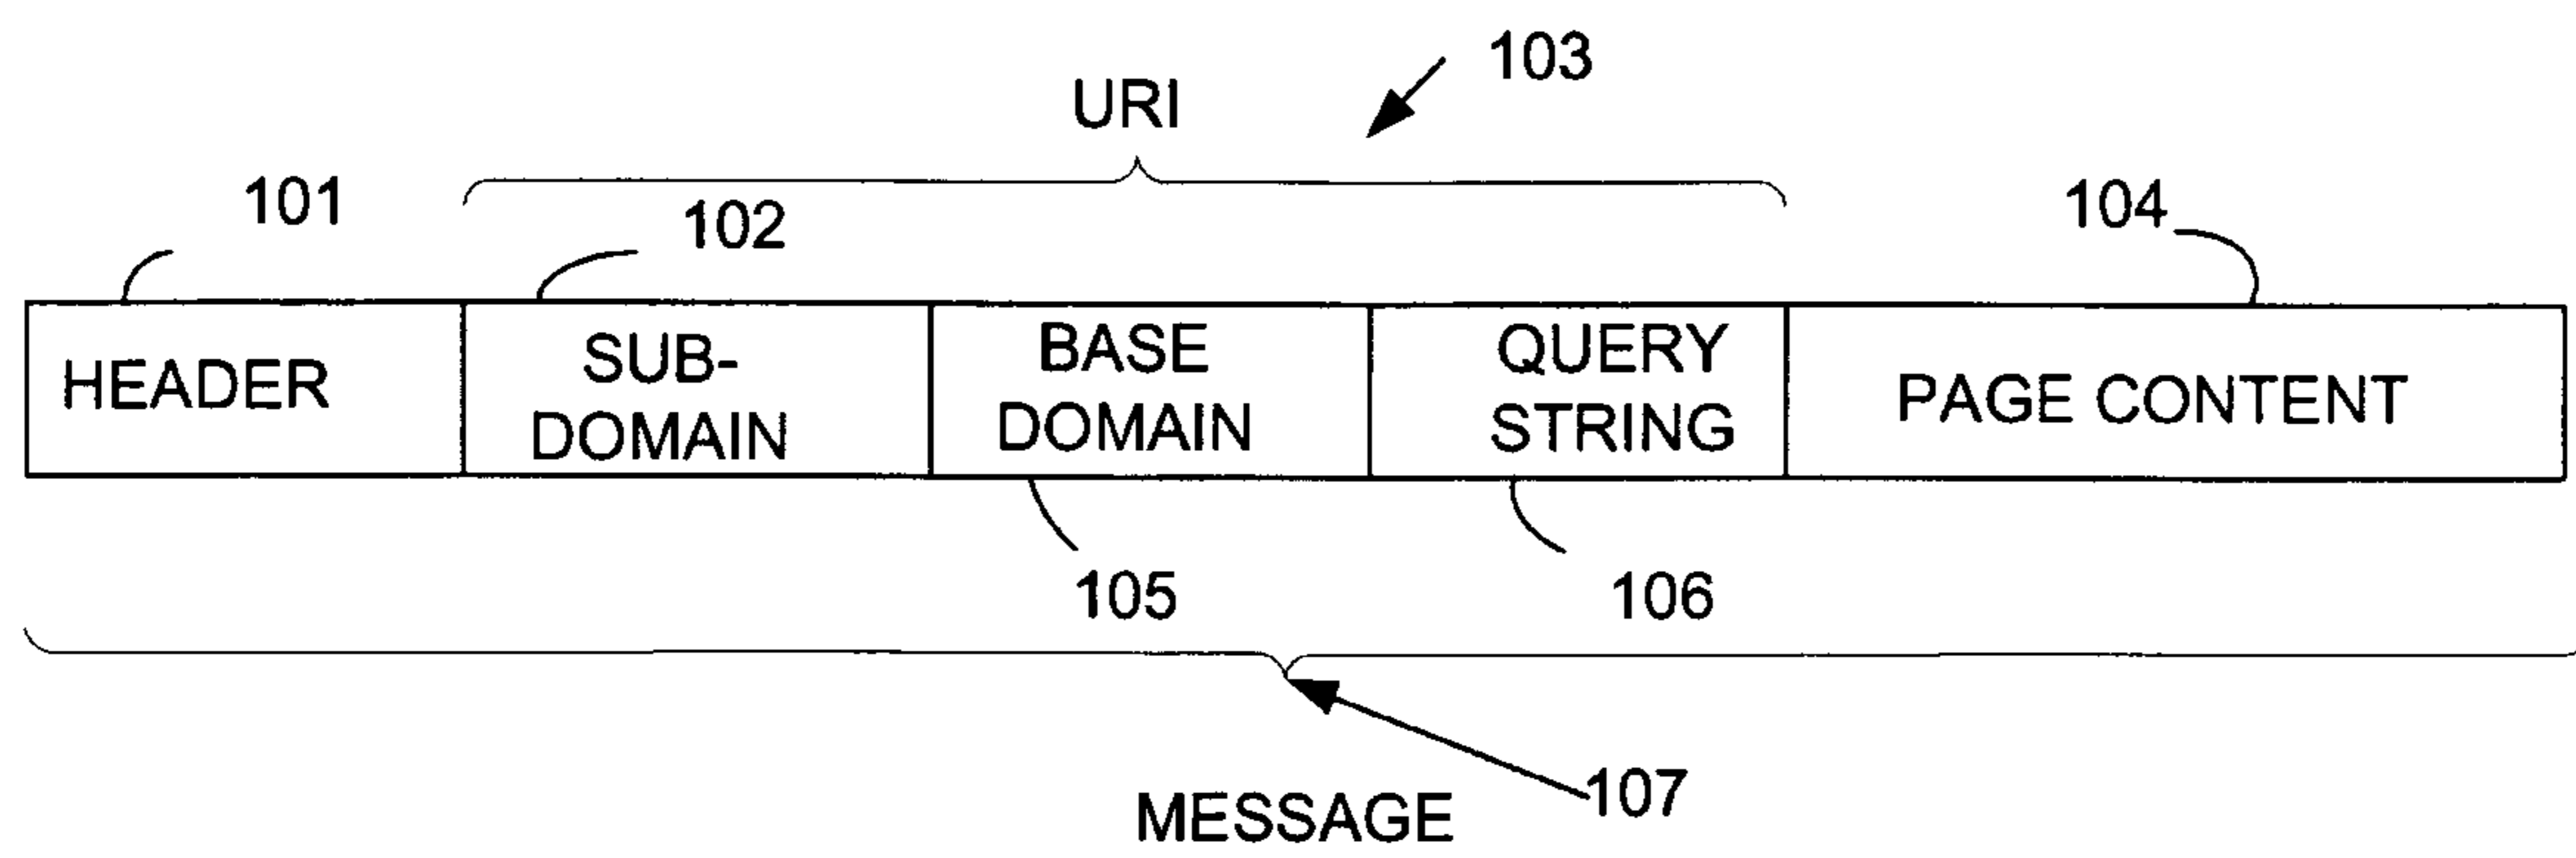 103
URI
101
102
104
HEADER
SUB-
DOMAIN
BASE
DOMAIN
QUERY
STRING
PAGE CONTENT
105
106
107
MESSAGE